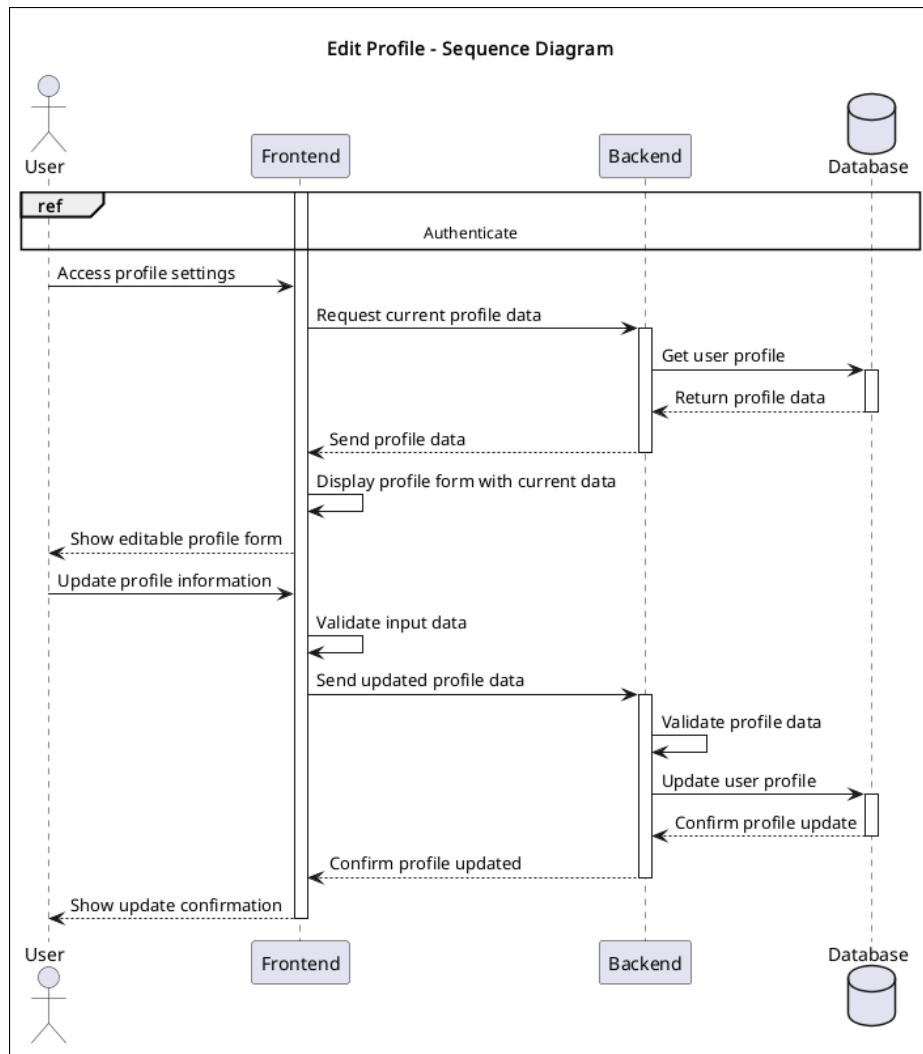 Edit Profile - Sequence Diagram
User
Frontend
Backend
Database
ref
Authenticate
Access profile settings
Request current profile data
Get user profile
Return profile data
Send profile data
Display profile form with current data
Show editable profile form
Update profile information
Validate input data
Send updated profile data
Validate profile data
Update user profile
Confirm profile update
Confirm profile updated
Show update confirmation
User
Frontend
Backend
Database